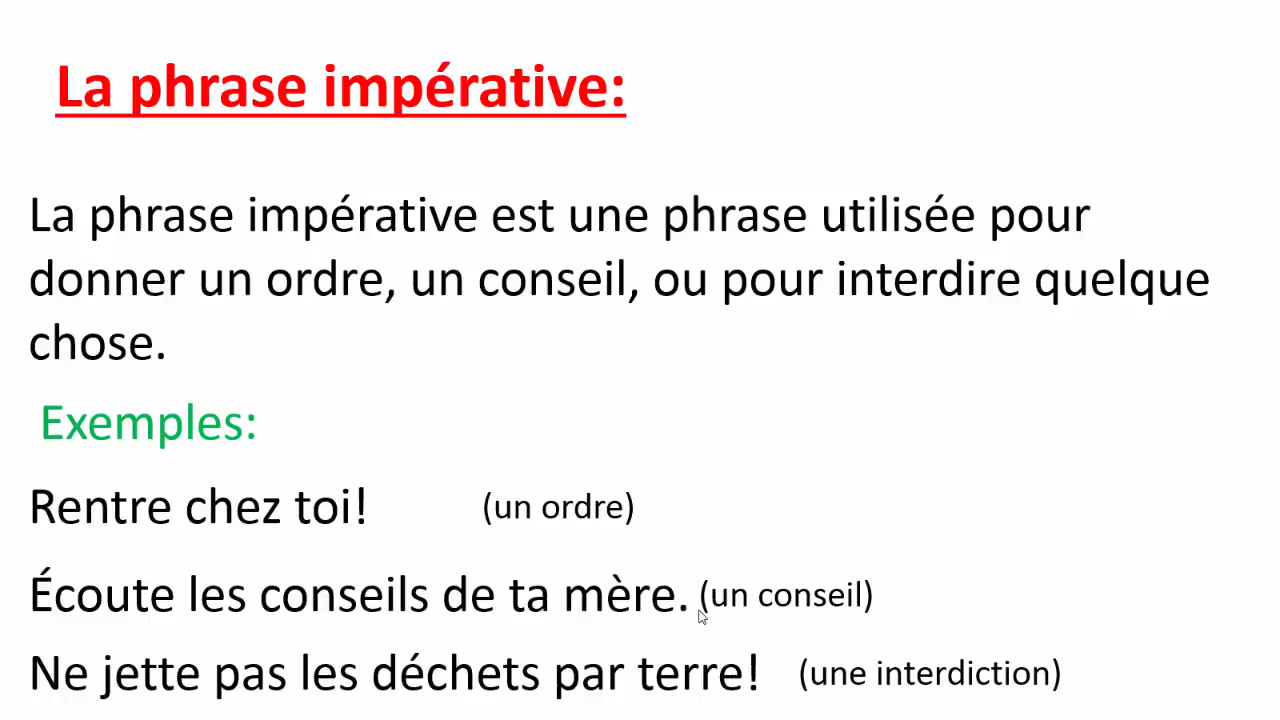 La phrase impérative:
La phrase impérative est une phrase utilisée pour
donner un ordre, un conseil, ou pour interdire quelque
chose.
Exemples:
Rentre chez toi! (un ordre)
Écoute les conseils de ta mère. (un conseil)
Ne jette pas les déchets par terre! (une interdiction)